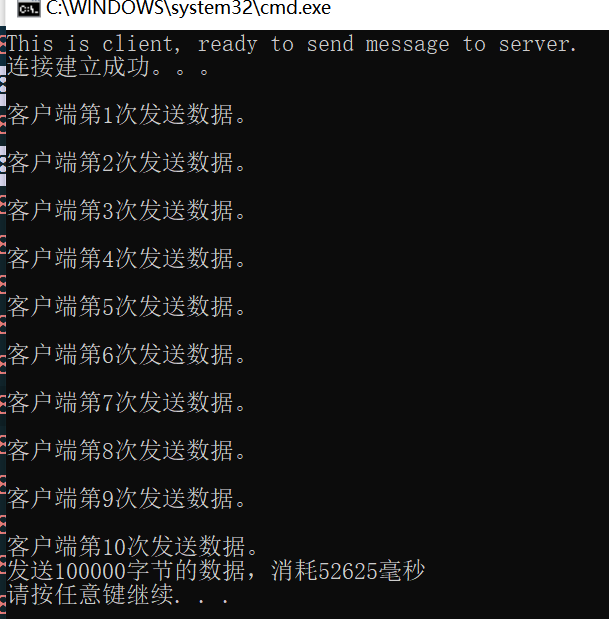 C:\WINDOWS\system32\cmd.exe
This is client, ready to send message to server.
连接建立成功。。。
客户端第1次发送数据。
客户端第2次发送数据。
客户端第3次发送数据。
客户端第4次发送数据。
客户端第5次发送数据。
客户端第6次发送数据。
客户端第7次发送数据。
客户端第8次发送数据。
客户端第9次发送数据。
客户端第10次发送数据。
发送100000字节的数据，消耗52625毫秒
请按任意键继续. . .